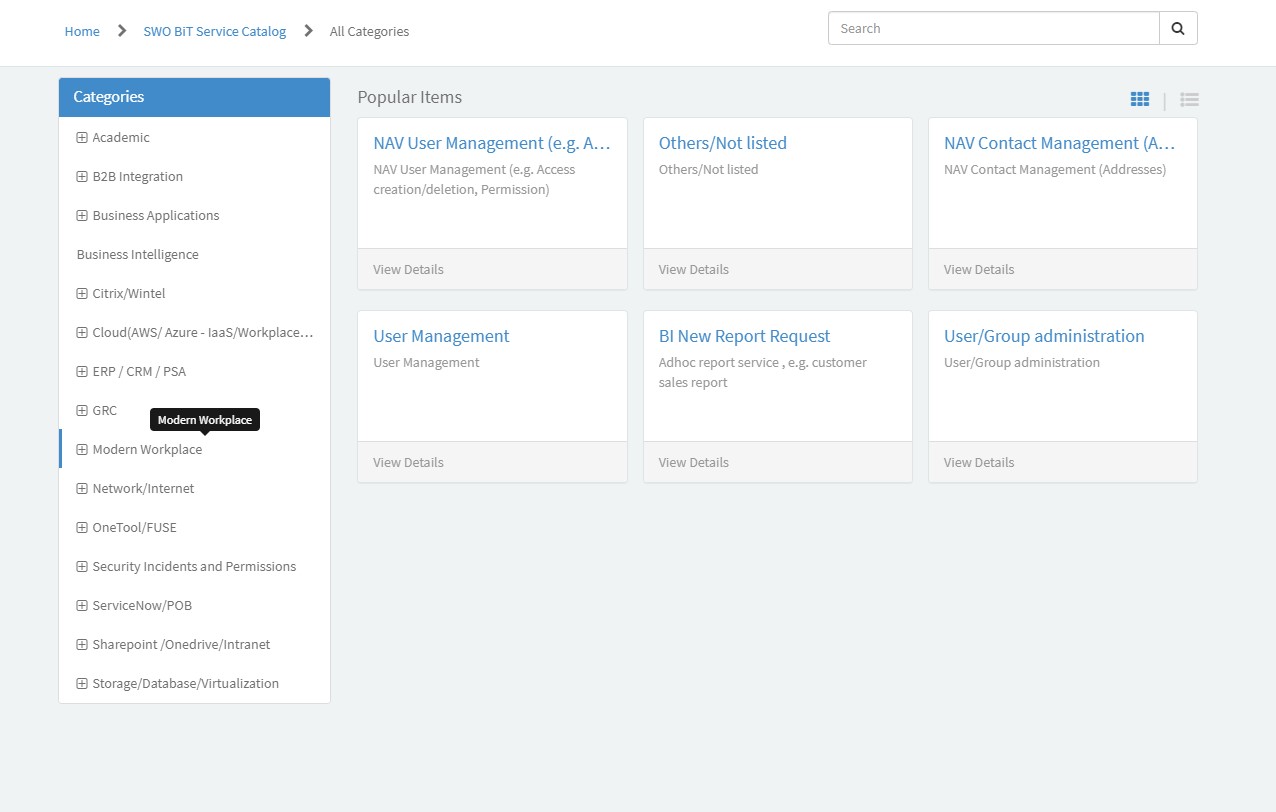 Home
SWO BiT Service Catalog
All Categories
Search
Categories
Academic
B2B Integration
Business Applications
Business Intelligence
Citrix/Wintel
Cloud(AWS/ Azure - IaaS/Workplace...
ERP / CRM / PSA
GRC
Modern Workplace
Modern Workplace
Network/Internet
OneTool/FUSE
Security Incidents and Permissions
ServiceNow/POB
Sharepoint /Onedrive/Intranet
Storage/Database/Virtualization
Popular Items
NAV User Management (e.g. A...
NAV User Management (e.g. Access
creation/deletion, Permission)
View Details
Others/Not listed
Others/Not listed
View Details
NAV Contact Management (A...
NAV Contact Management (Addresses)
View Details
User Management
User Management
View Details
BI New Report Request
Adhoc report service , e.g. customer
sales report
View Details
User/Group administration
User/Group administration
View Details